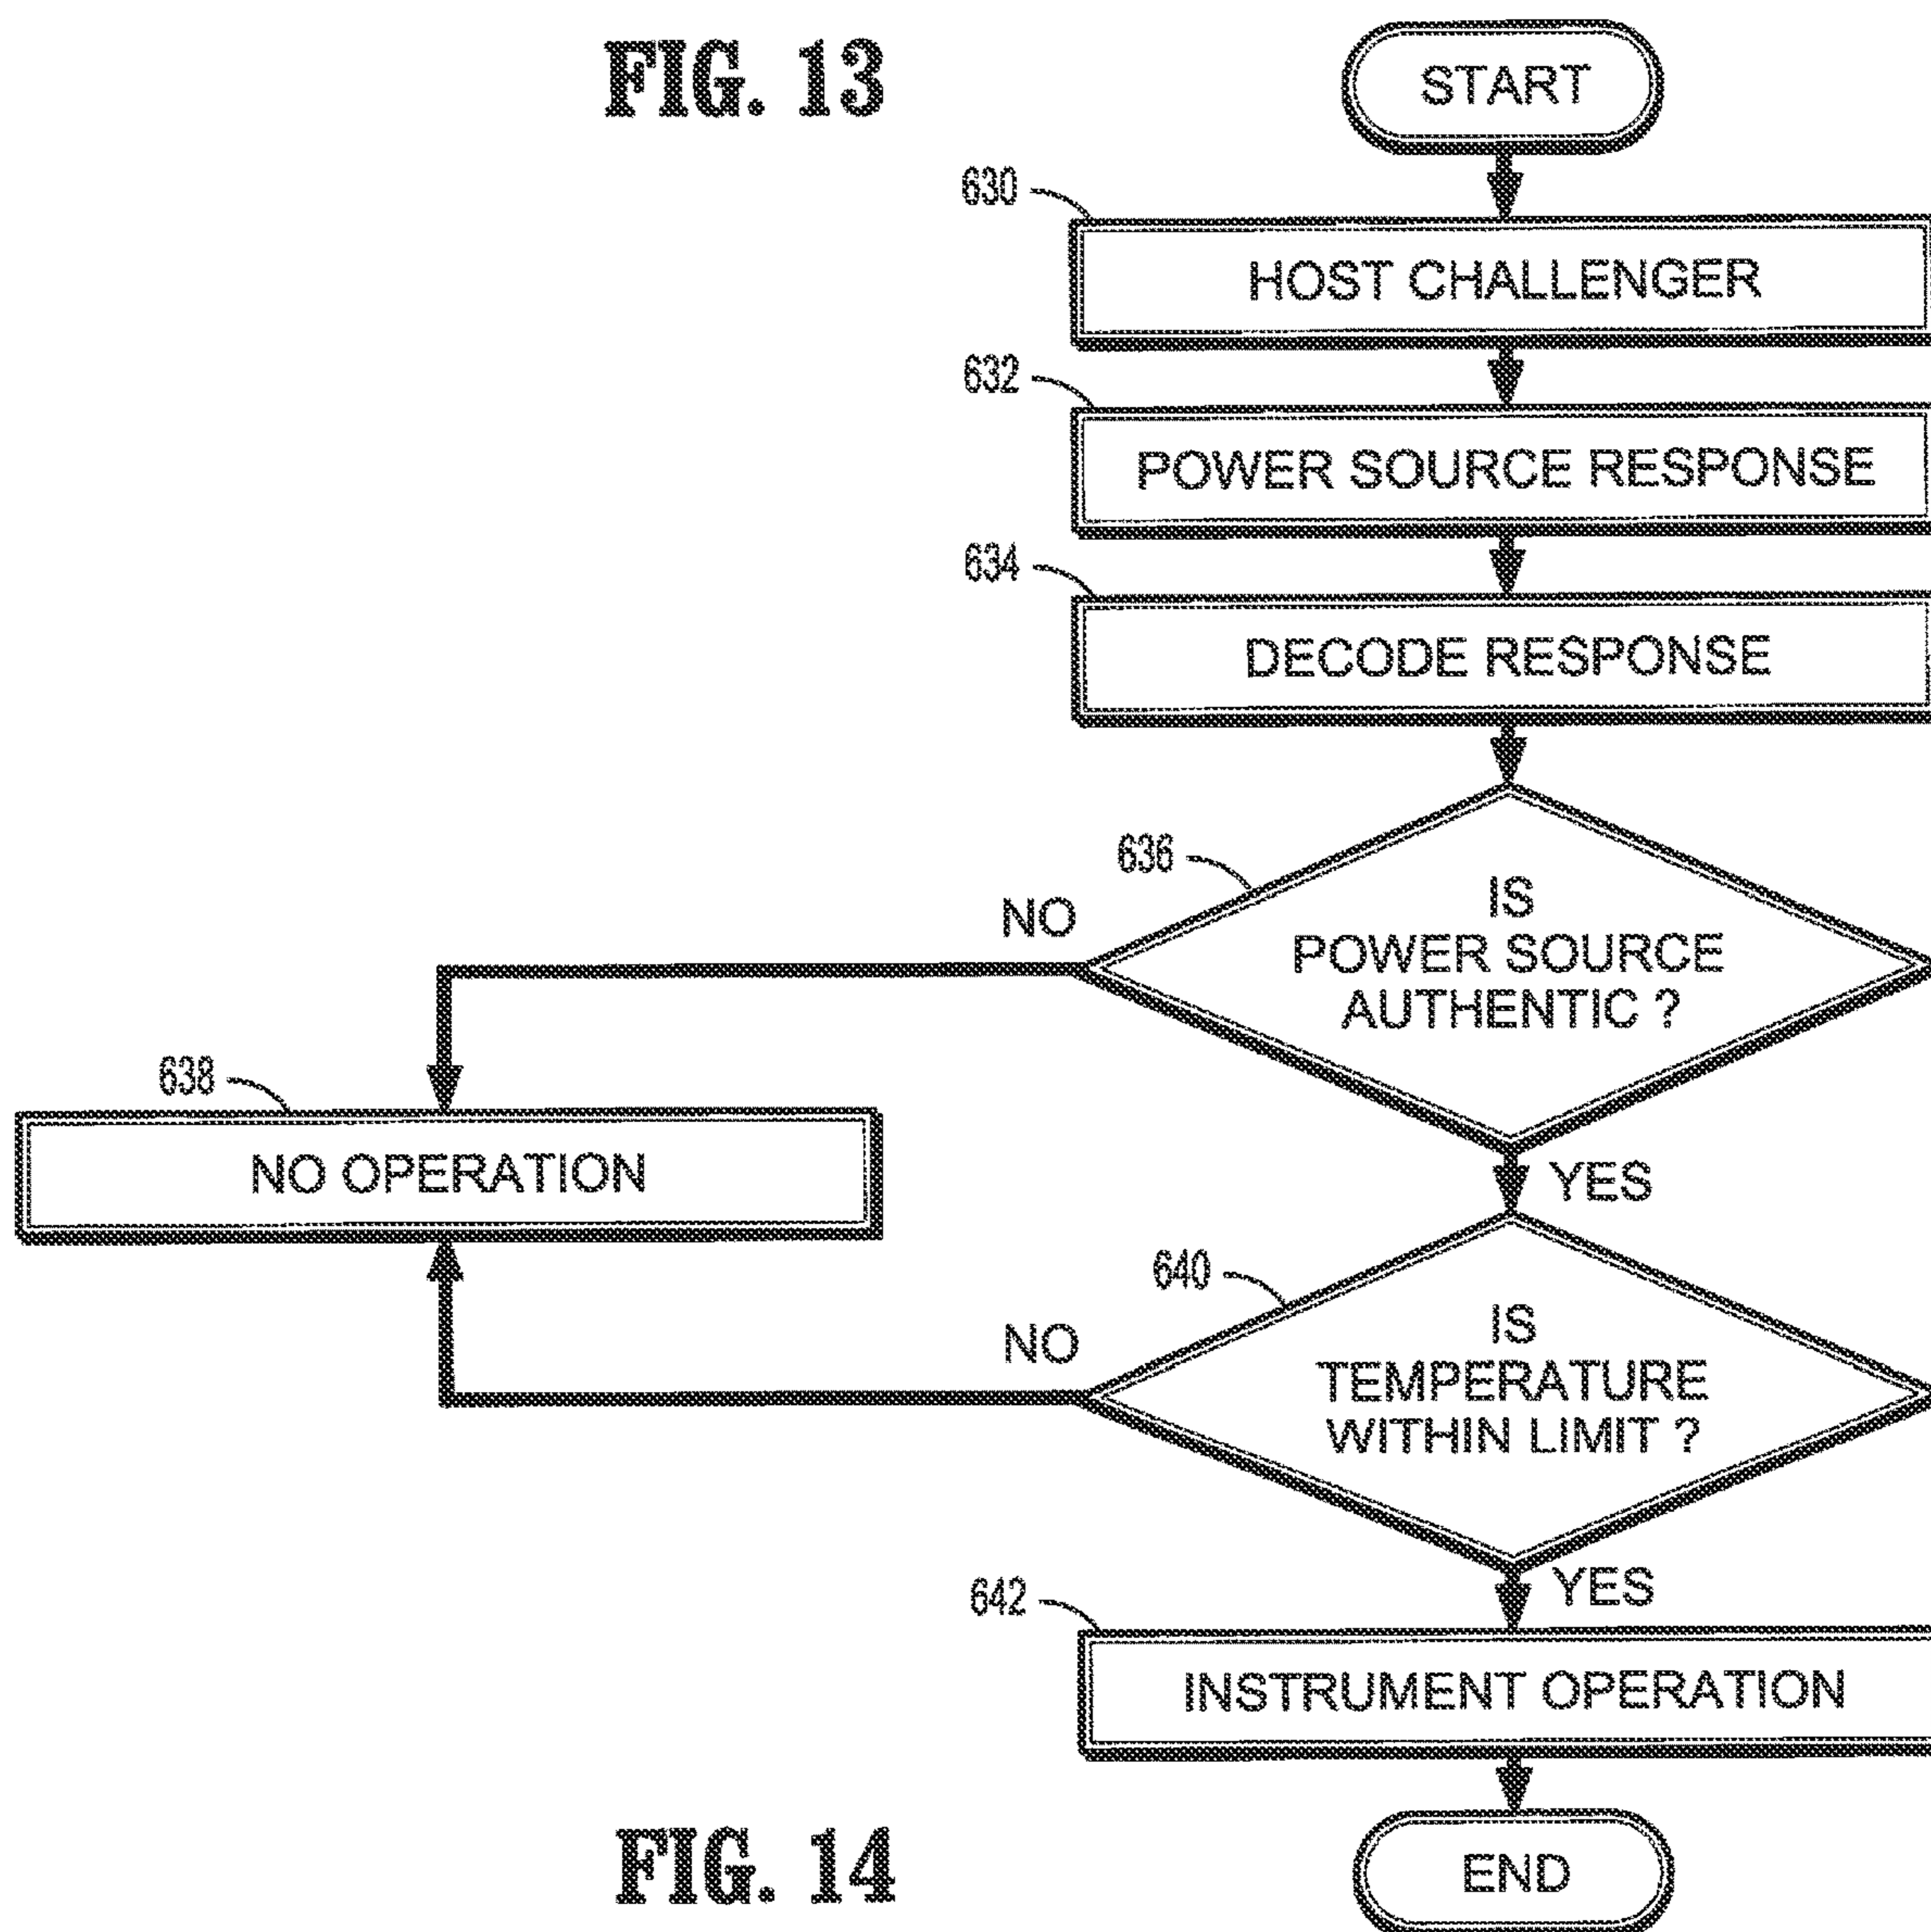 FIG. 13
START
630
HOST CHALLENGER
632
POWER SOURCE RESPONSE
634
DECODE RESPONSE
636
IS
POWER SOURCE
AUTHENTIC ?
NO
YES
638
NO OPERATION
640
IS
TEMPERATURE
WITHIN LIMIT ?
NO
YES
642
INSTRUMENT OPERATION
END
FIG. 14